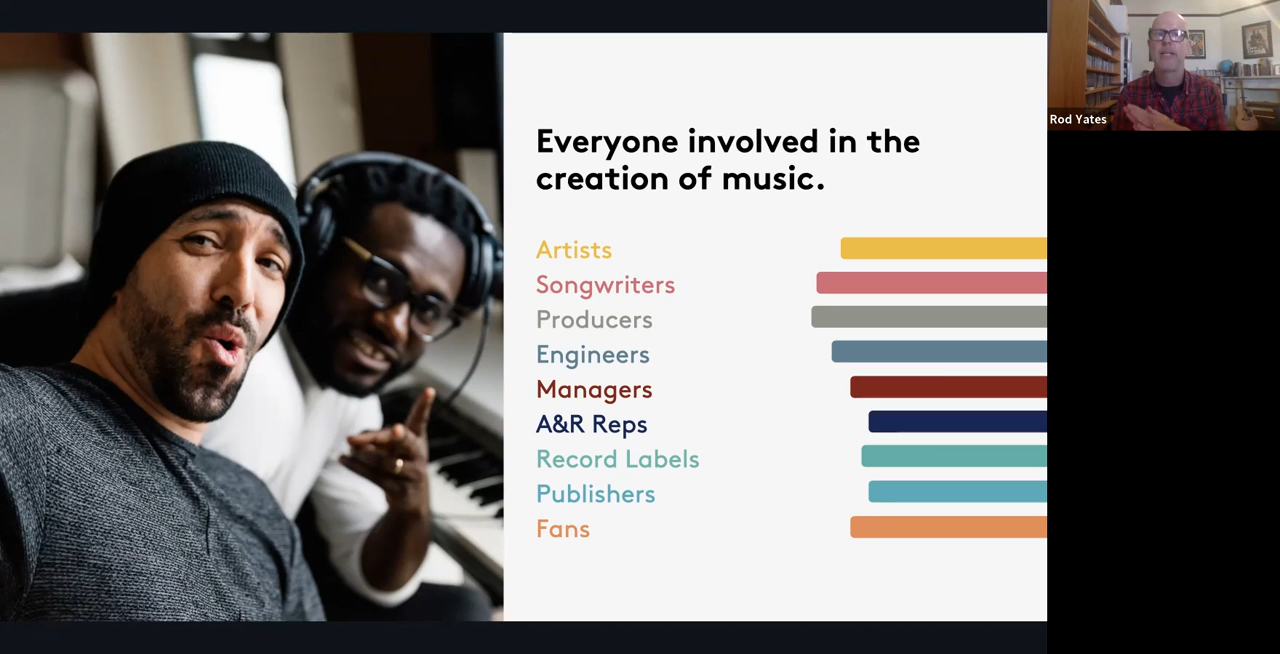 Everyone involved in the
creation of music.
Artists
Songwriters
Producers
Engineers
Managers
A&R Reps
Record Labels
Publishers
Fans
Rod Yates